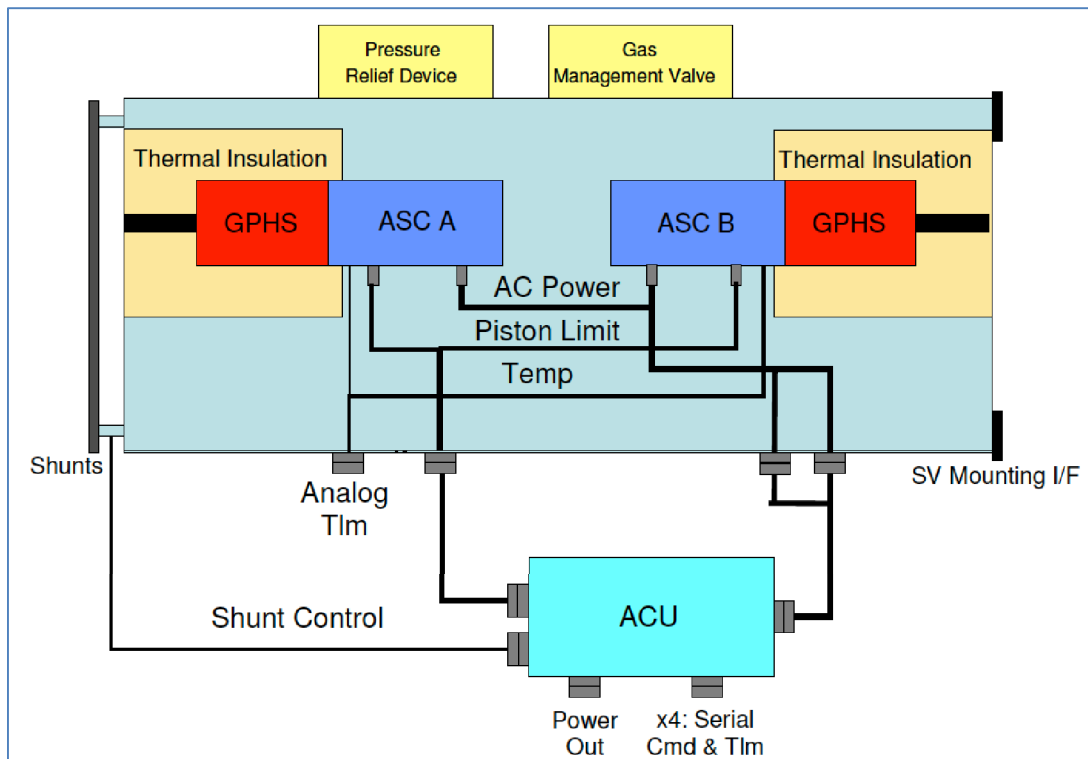 Pressure
Relief Device
Gas
Management Valve
Thermal Insulation
Thermal Insulation
GPHS
ASC A
ASC B
GPHS
AC Power
Piston Limit
Temp
Shunts
Analog
Tlm
SV Mounting I/F
Shunt Control
ACU
Power
Out
x4: Serial
Cmd & Tlm